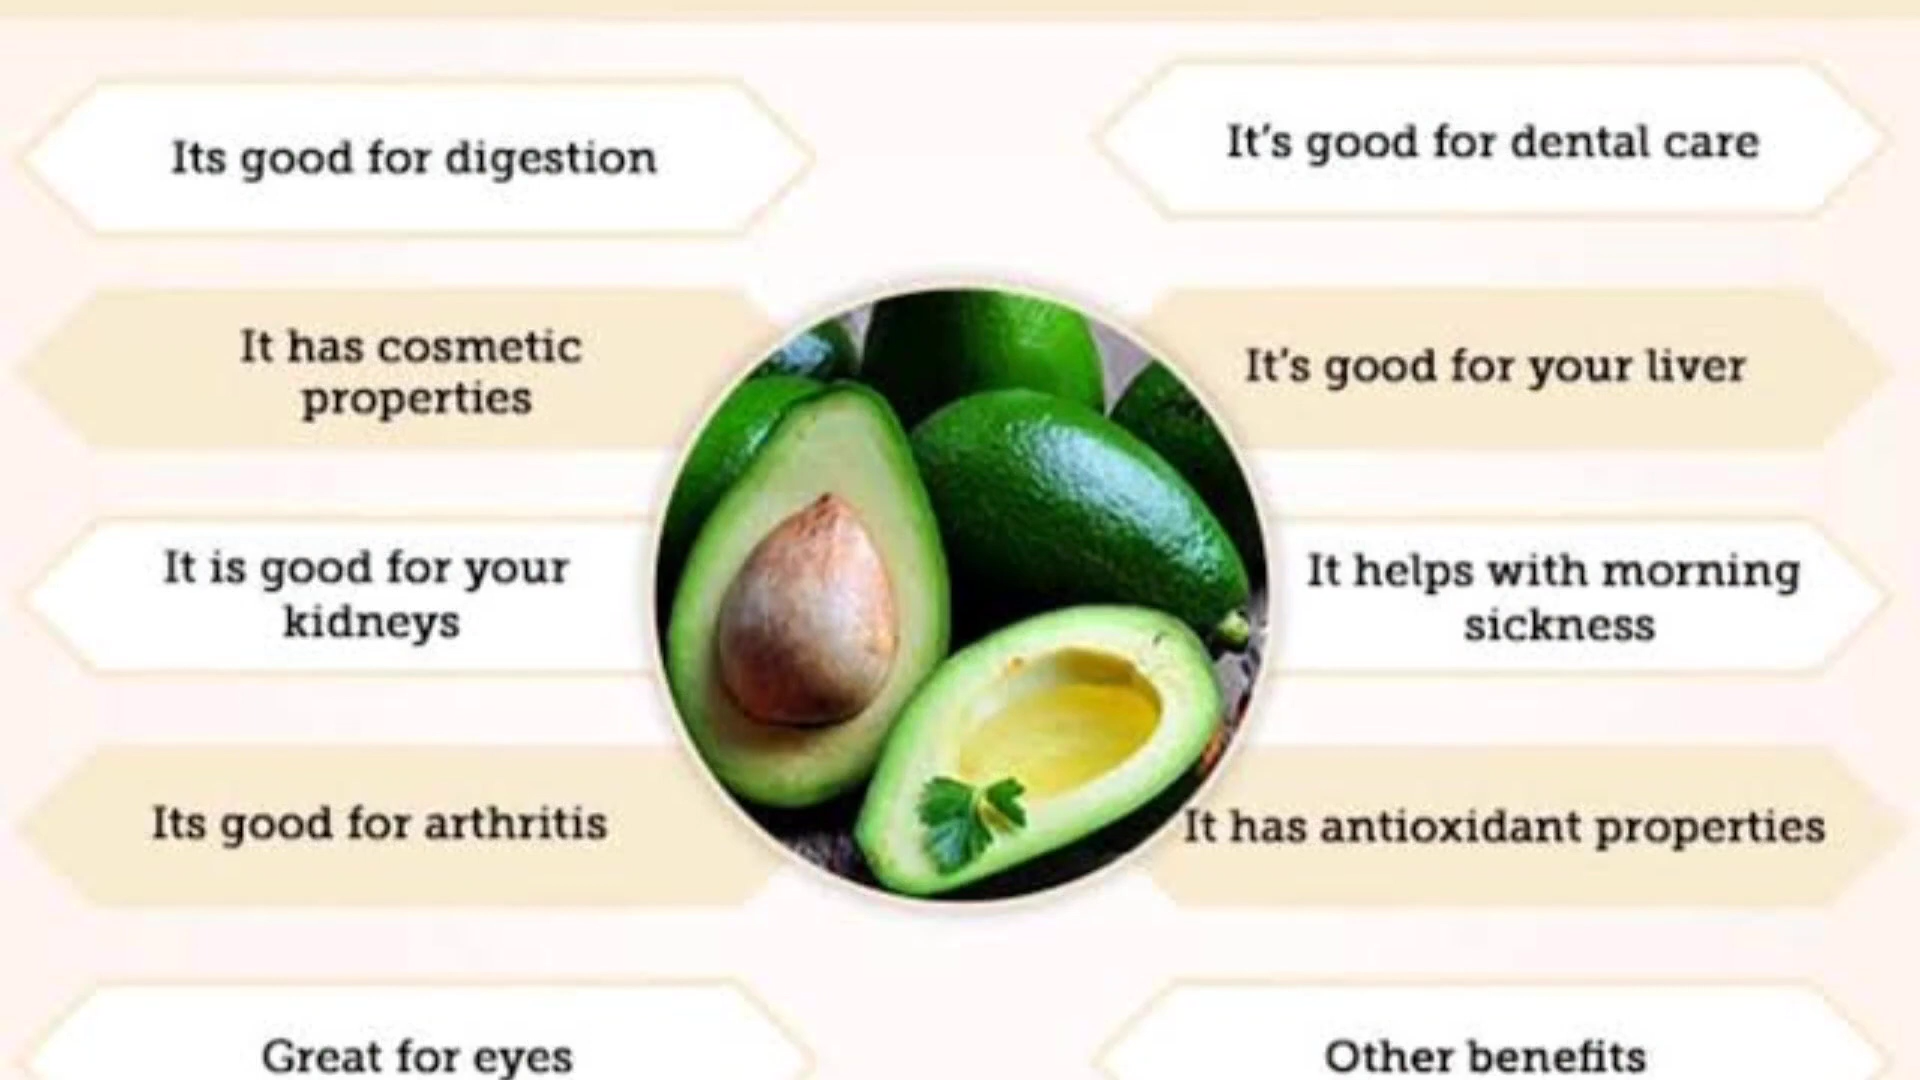 Its good for digestion
It's good for dental care
It has cosmetic
properties
It's good for your liver
It is good for your
kidneys
It helps with morning
sickness
Its good for arthritis
It has antioxidant properties
Great for eyes
Other benefits